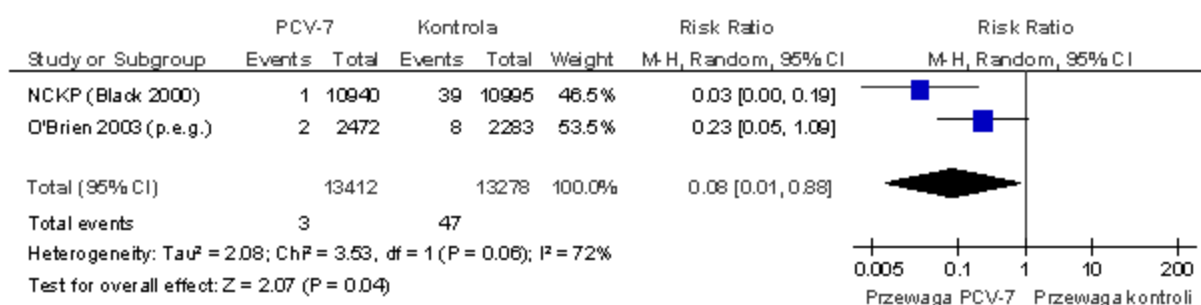 PCV-7 Kontrola Risk Ratio Risk Ratio
Study or Subgroup Events Total Events Total Weight M-H, Random, 95% CI M-H, Random, 95% CI
NCKP (Black 2000) 1 10940 39 10995 46.5% 0.03 [0.00, 0.19]
O'Brien 2003 (p.e.g.) 2 2472 8 2283 53.5% 0.23 [0.05, 1.09]
Total (95% CI) 13412 13278 100.0% 0.08 [0.01, 0.88]
Total events 3 47
Heterogeneity: Tau² = 2.08; Chi² = 3.53, df = 1 (P = 0.06); I² = 72%
Test for overall effect: Z = 2.07 (P = 0.04)
0.005 0.1 1 10 200
Przewaga PCV-7 Przewaga kontroli